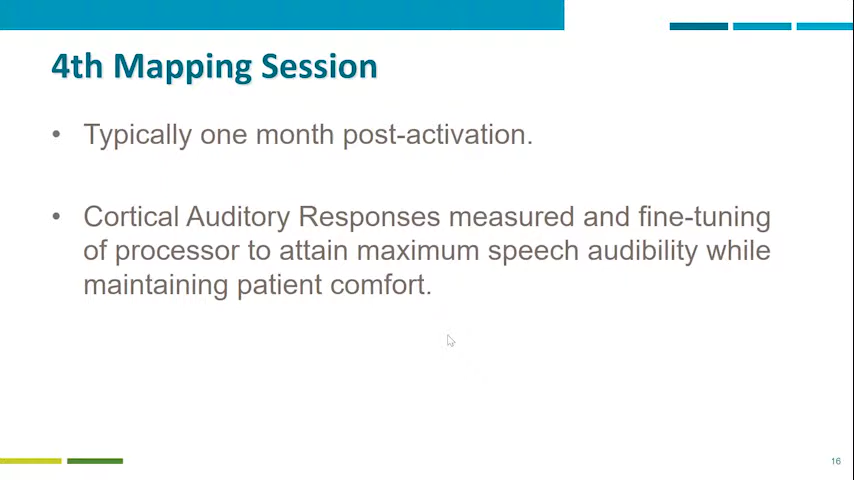 4th Mapping Session
• Typically one month post-activation.
• Cortical Auditory Responses measured and fine-tuning
of processor to attain maximum speech audibility while
maintaining patient comfort.
16